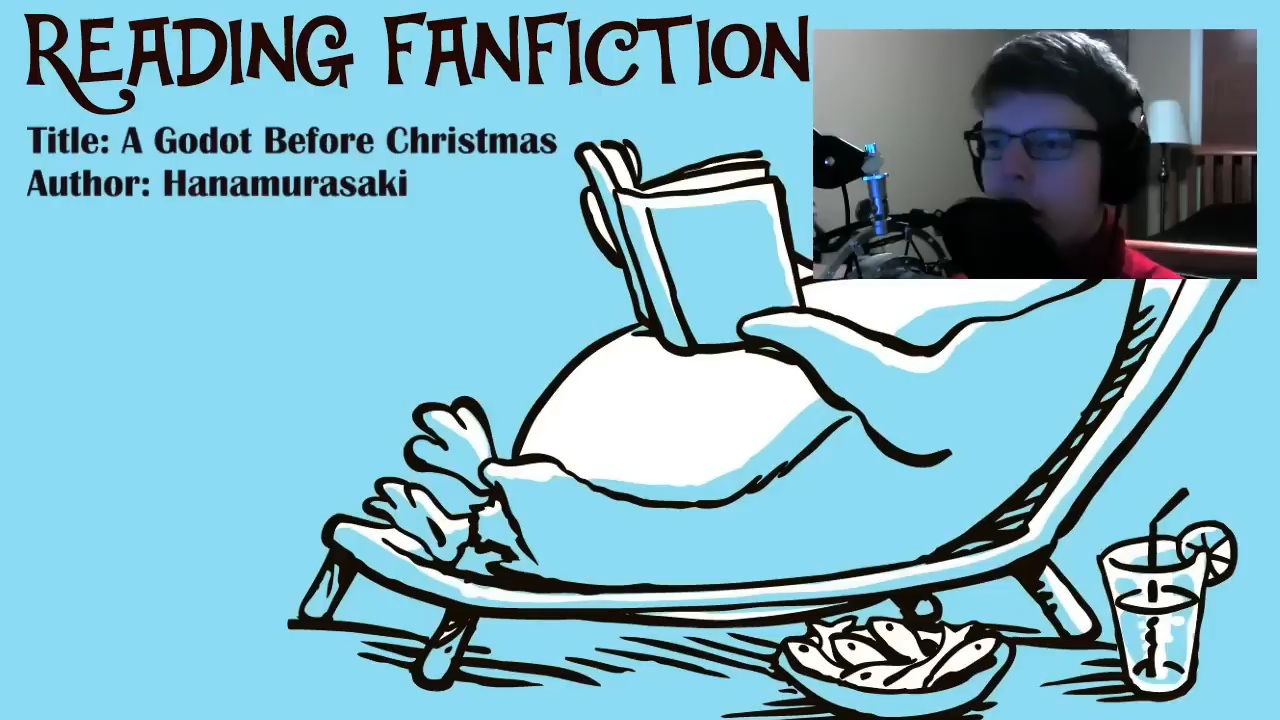 READING FANFICTION
Title: A Godot Before Christmas
Author: Hanamurasaki